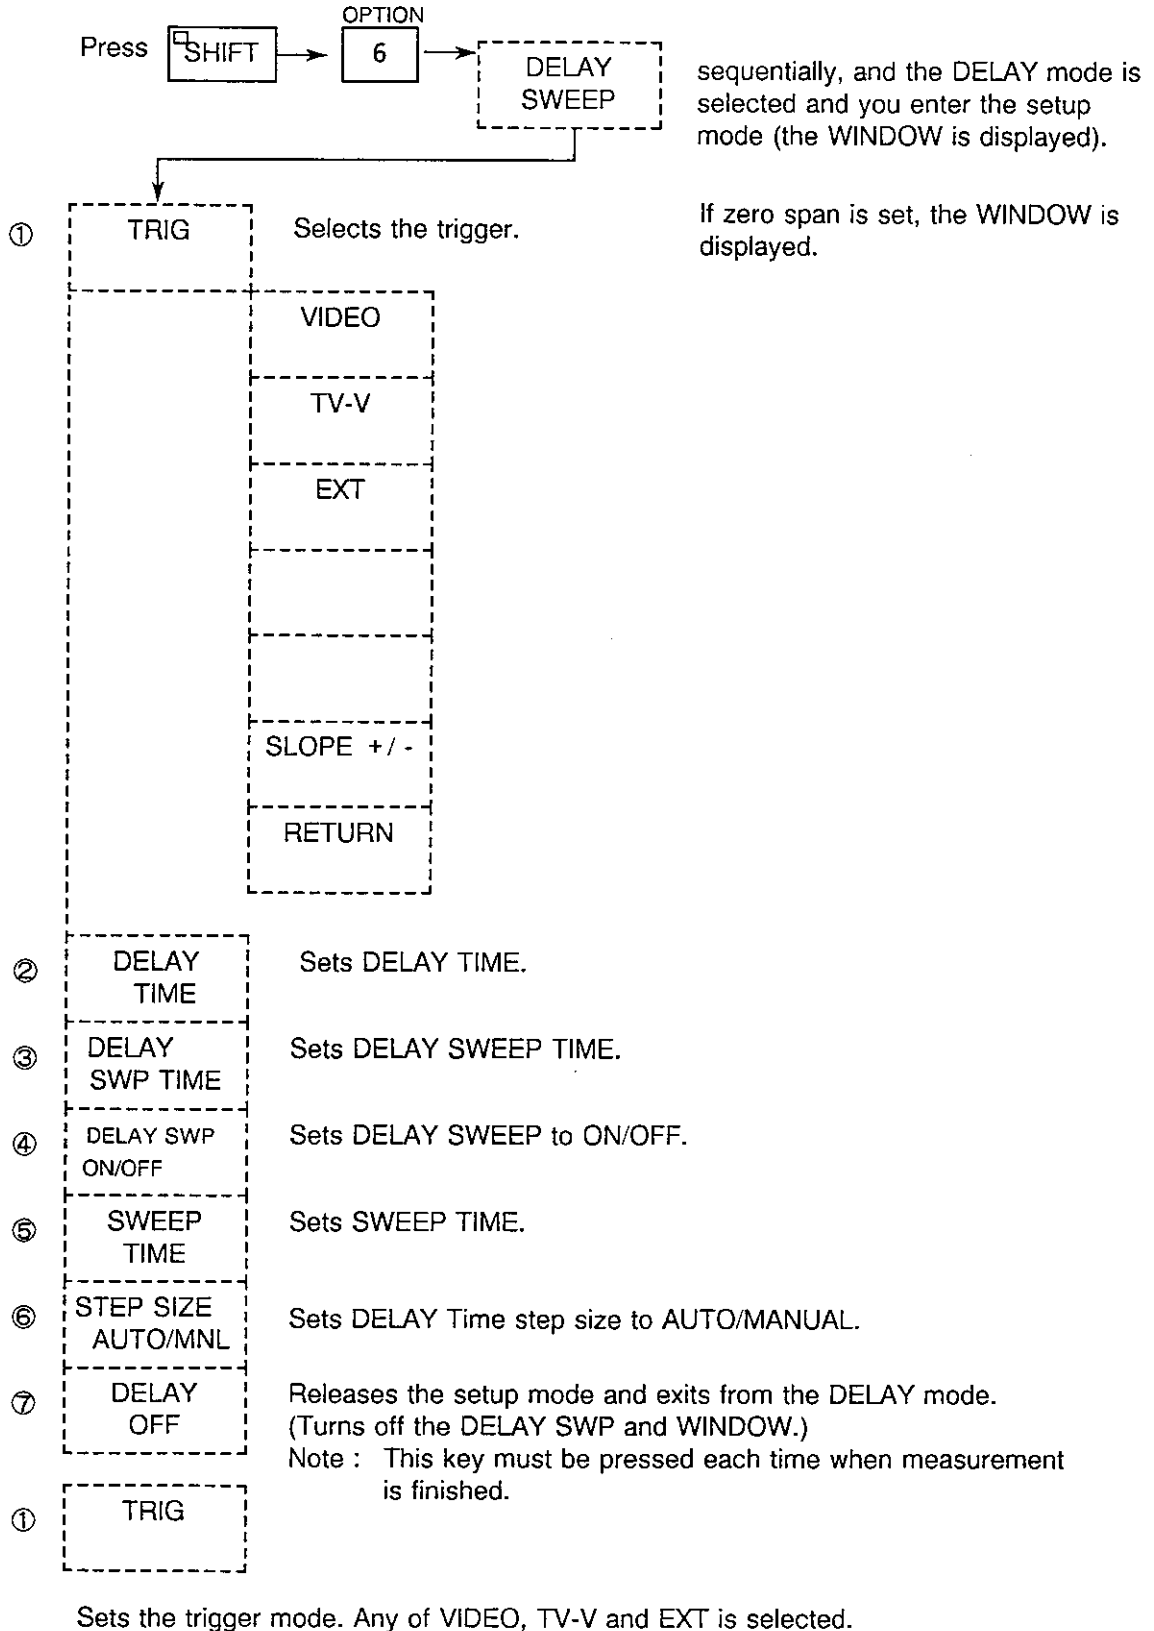 OPTION
Press SHIFT 6 DELAY SWEEP
sequentially, and the DELAY mode is
selected and you enter the setup
mode (the WINDOW is displayed).
If zero span is set, the WINDOW is
displayed.
① TRIG Selects the trigger.
VIDEO
TV-V
EXT
SLOPE +/-
RETURN
② DELAY
TIME
Sets DELAY TIME.
③ DELAY
SWP TIME
Sets DELAY SWEEP TIME.
④ DELAY SWP
ON/OFF
Sets DELAY SWEEP to ON/OFF.
⑤ SWEEP
TIME
Sets SWEEP TIME.
⑥ STEP SIZE
AUTO/MNL
Sets DELAY Time step size to AUTO/MANUAL.
⑦ DELAY
OFF
Releases the setup mode and exits from the DELAY mode.
(Turns off the DELAY SWP and WINDOW.)
Note : This key must be pressed each time when measurement
is finished.
① TRIG
Sets the trigger mode. Any of VIDEO, TV-V and EXT is selected.